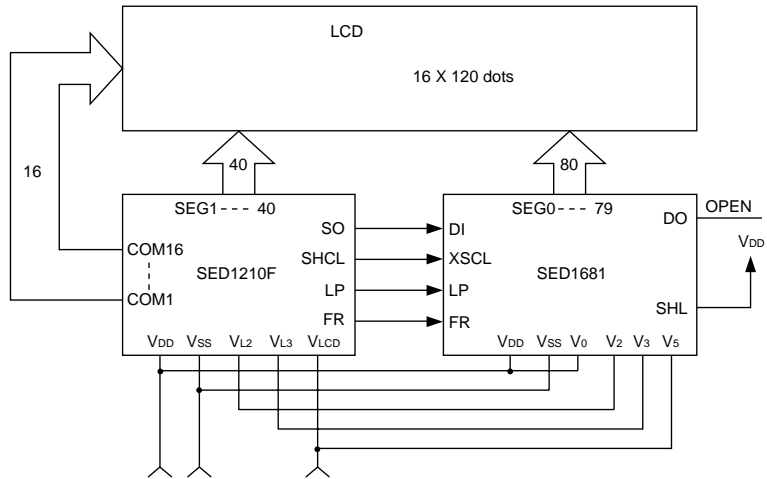 LCD
16 X 120 dots
16
40
80
SEG1 --- 40
SEG0 --- 79
SO
DI
DO
OPEN
COM16
SHCL
XSCL
VDD
SED1210F
SED1681
COM1
LP
LP
SHL
FR
FR
VDD VSS VL2 VL3 VLCD
VDD VSS V0 V2 V3 V5